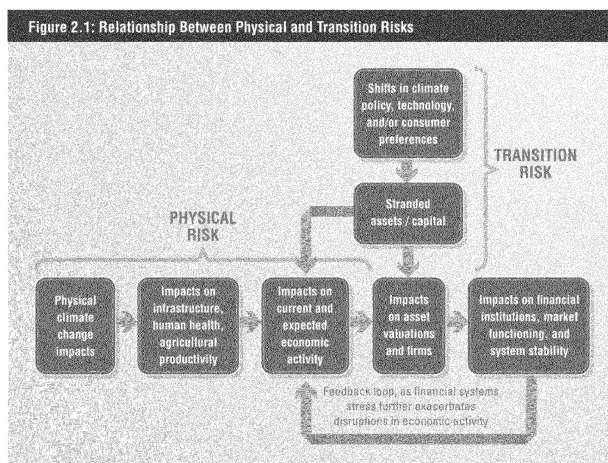 Figure 2.1: Relationship Between Physical and Transition Risks
Shifts in climate
policy, technology,
and/or consumer
preferences
TRANSITION
RISK
Stranded
assets / capital
PHYSICAL
RISK
Physical
climate
change
impacts
Impacts on
infrastructure,
human health,
agricultural
productivity
Impacts on
current and
expected
economic
activity
Impacts
on asset
valuations
and firms
Impacts on financial
institutions, market
functioning, and
system stability
Feedback loop, as financial systems
stress further exacerbates
disruptions in economic activity